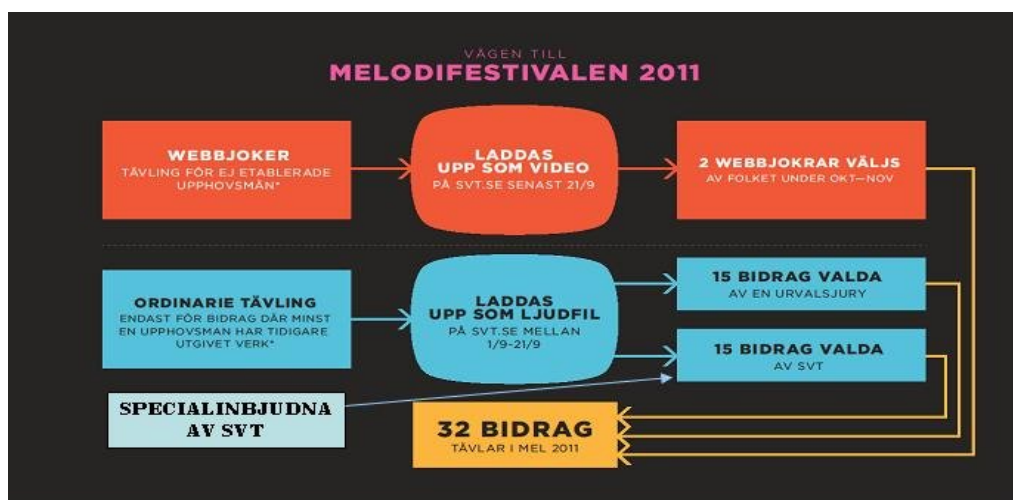 VÄGEN TILL
MELODIFESTIVALEN 2011
WEBBJOKER
TÄVLING FÖR EJ ETABLERADE
UPPHOVSMÄN*
LADDAS
UPP SOM VIDEO
PÅ SVT.SE SENAST 21/9
2 WEBBJOKRAR VÄLJS
AV FOLKET UNDER OKT–NOV
ORDINARIE TÄVLING
ENDAST FÖR BIDRAG DÄR MINST
EN UPPHOVSMAN HAR TIDIGARE
UTGIVET VERK*
LADDAS
UPP SOM LJUDFIL
PÅ SVT.SE MELLAN
1/9-21/9
15 BIDRAG VALDA
AV EN URVALSJURY
15 BIDRAG VALDA
AV SVT
SPECIALINBJUDNA
AV SVT
32 BIDRAG
TÄVLAR I MEL 2011